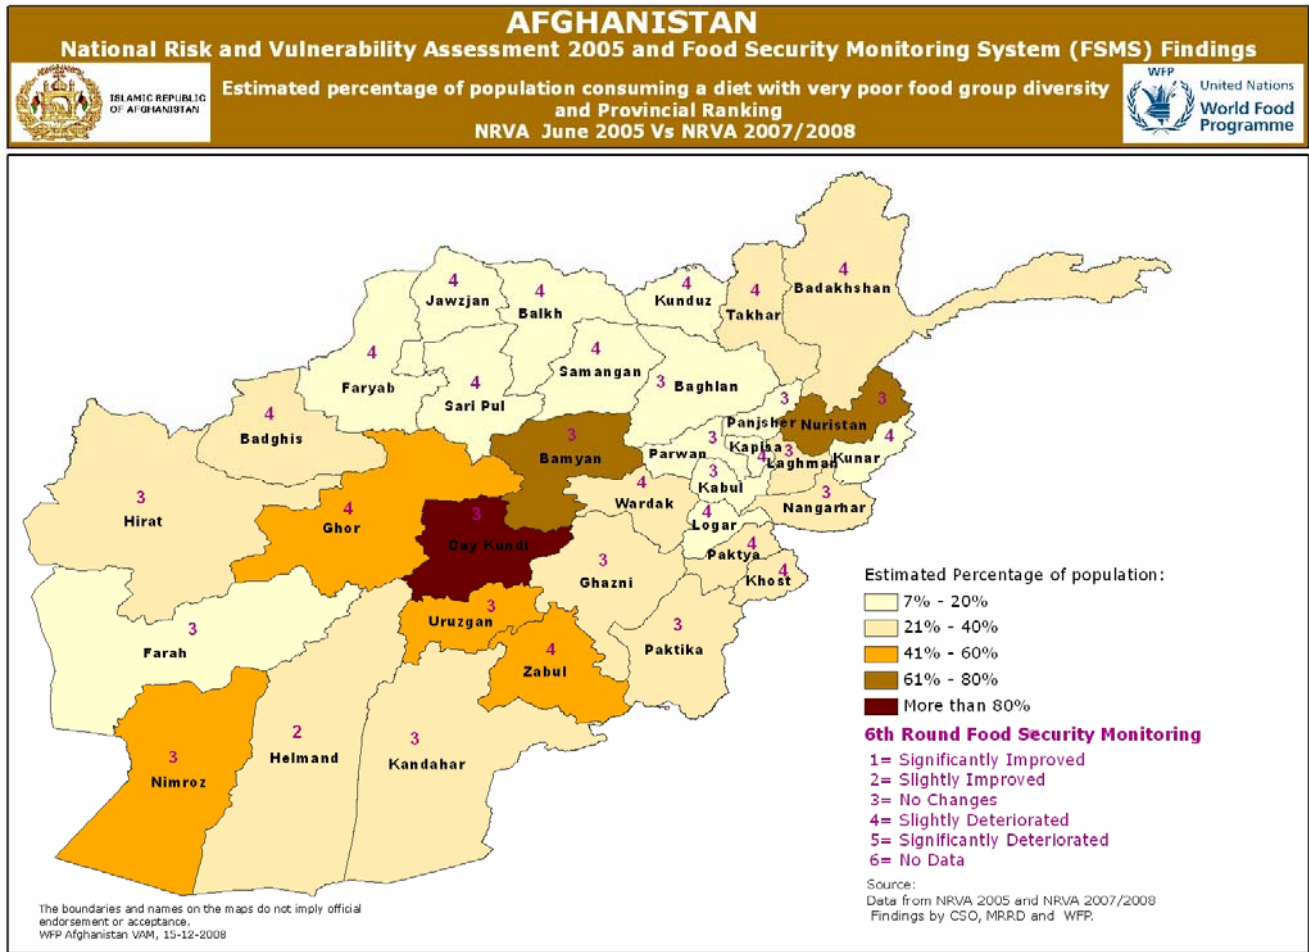 AFGHANISTAN
National Risk and Vulnerability Assessment 2005 and Food Security Monitoring System (FSMS) Findings
ISLAMIC REPUBLIC
OF AFGHANISTAN
Estimated percentage of population consuming a diet with very poor food group diversity
and Provincial Ranking
NRVA June 2005 Vs NRVA 2007/2008
WFP
United Nations
World Food
Programme
4
Jawzjan
4
Balkh
4
Kunduz
4
Takhar
4
Badakhshan
4
Faryab
4
Sari Pul
4
Samangan
3 Baghlan
4
Badghis
3
Panjsher
3
Nuristan
3
Bamyan
3
Parwan
Kapisa
4
3
Laghman
4
Kunar
3
Kabul
3
Nangarhar
3
Hirat
4
Ghor
3
Day Kundi
4
Wardak
4
Logar
4
Paktya
4
Khost
3
Ghazni
3
Uruzgan
4
Zabul
3
Paktika
3
Farah
3
Nimroz
2
Helmand
3
Kandahar
Estimated Percentage of population:
7% - 20%
21% - 40%
41% - 60%
61% - 80%
More than 80%
6th Round Food Security Monitoring
1= Significantly Improved
2= Slightly Improved
3= No Changes
4= Slightly Deteriorated
5= Significantly Deteriorated
6= No Data
Source:
Data from NRVA 2005 and NRVA 2007/2008
Findings by CSO, MRRD and WFP.
The boundaries and names on the maps do not imply official
endorsement or acceptance.
WFP Afghanistan VAM, 15-12-2008